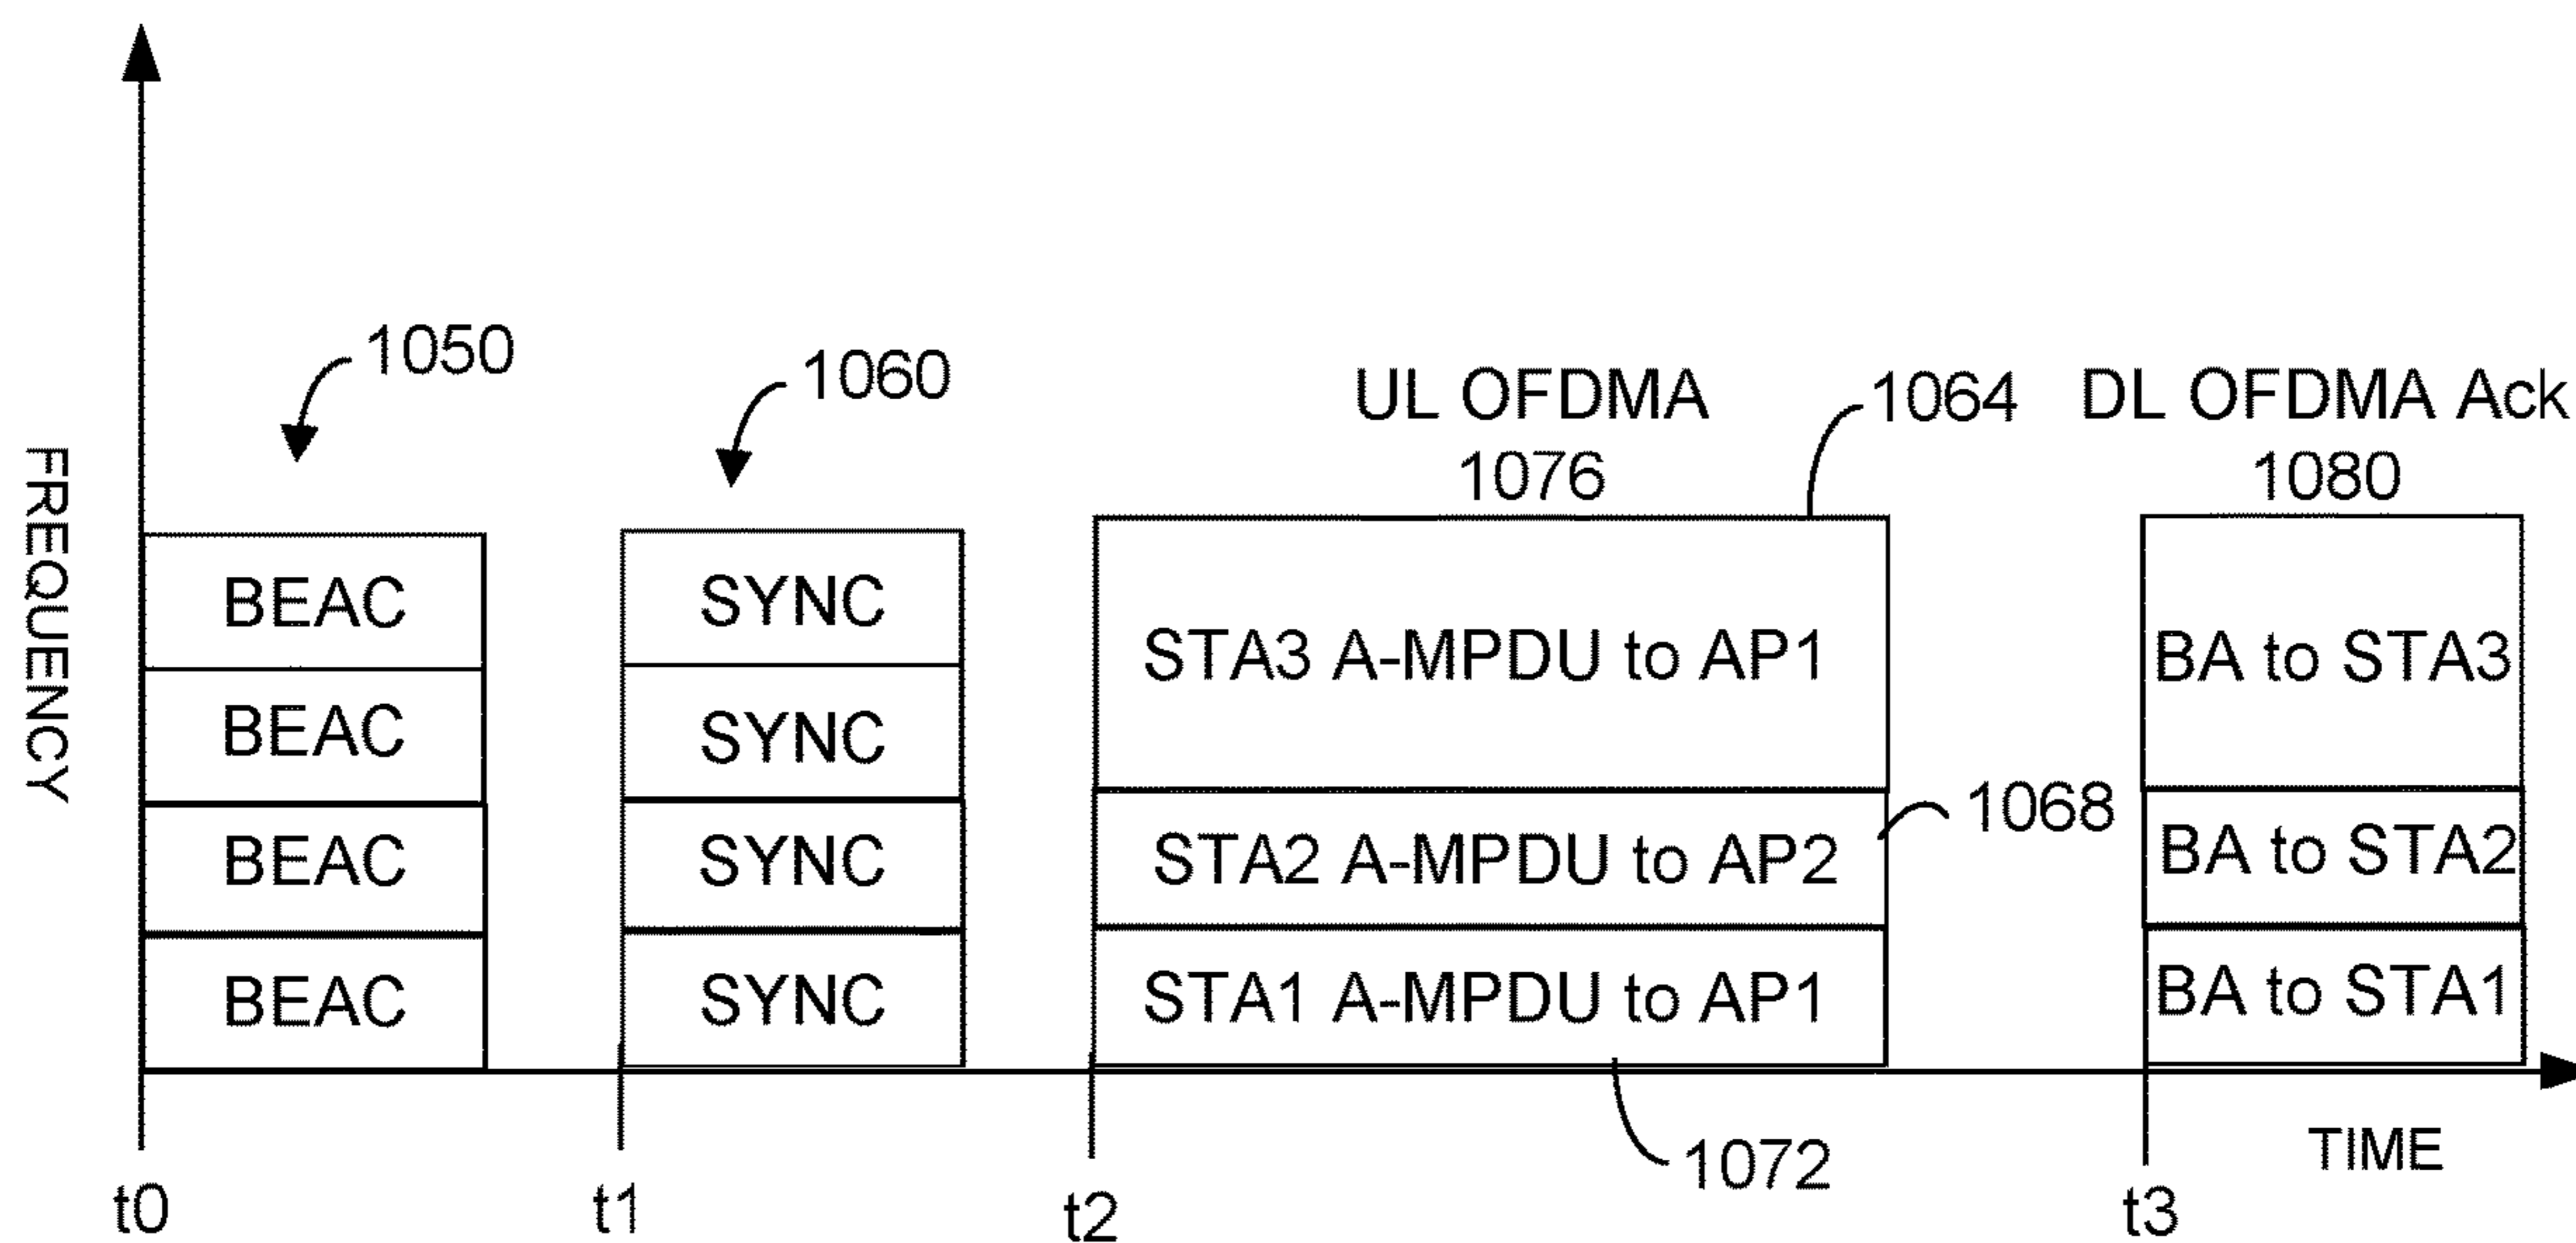 1050
1060
UL OFDMA
1076
1064
DL OFDMA Ack
1080
FREQUENCY
BEAC
BEAC
BEAC
BEAC
SYNC
SYNC
SYNC
SYNC
STA3 A-MPDU to AP1
STA2 A-MPDU to AP2
STA1 A-MPDU to AP1
1068
1072
BA to STA3
BA to STA2
BA to STA1
TIME
t0
t1
t2
t3